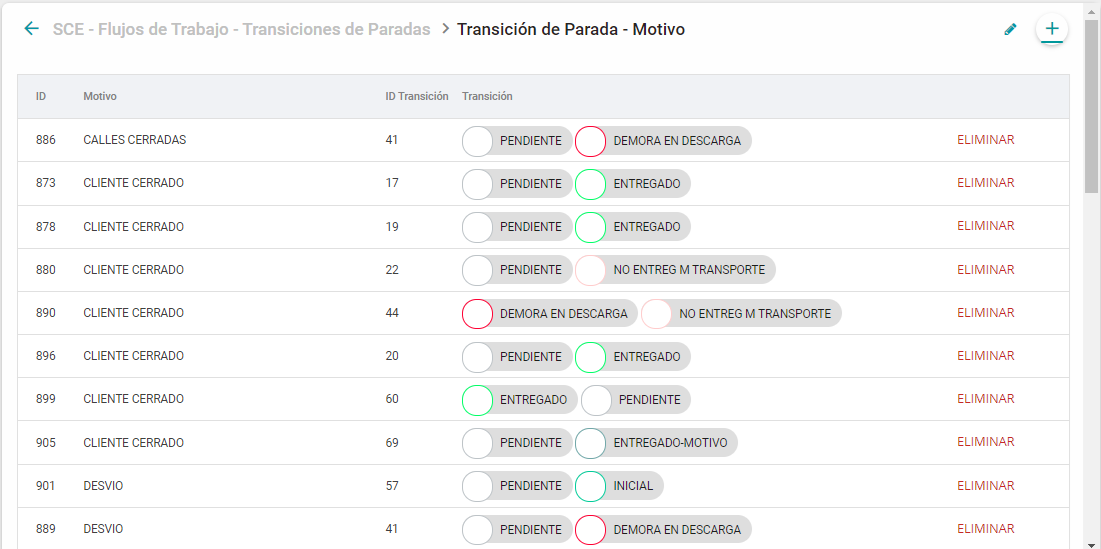 SCE - Flujos de Trabajo - Transiciones de Paradas > Transición de Parada - Motivo
ID Motivo ID Transición Transición
886 CALLES CERRADAS 41 PENDIENTE DEMORA EN DESCARGA ELIMINAR
873 CLIENTE CERRADO 17 PENDIENTE ENTREGADO ELIMINAR
878 CLIENTE CERRADO 19 PENDIENTE ENTREGADO ELIMINAR
880 CLIENTE CERRADO 22 PENDIENTE NO ENTREG M TRANSPORTE ELIMINAR
890 CLIENTE CERRADO 44 DEMORA EN DESCARGA NO ENTREG M TRANSPORTE ELIMINAR
896 CLIENTE CERRADO 20 PENDIENTE ENTREGADO ELIMINAR
899 CLIENTE CERRADO 60 ENTREGADO PENDIENTE ELIMINAR
905 CLIENTE CERRADO 69 PENDIENTE ENTREGADO-MOTIVO ELIMINAR
901 DESVIO 57 PENDIENTE INICIAL ELIMINAR
889 DESVIO 41 PENDIENTE DEMORA EN DESCARGA ELIMINAR